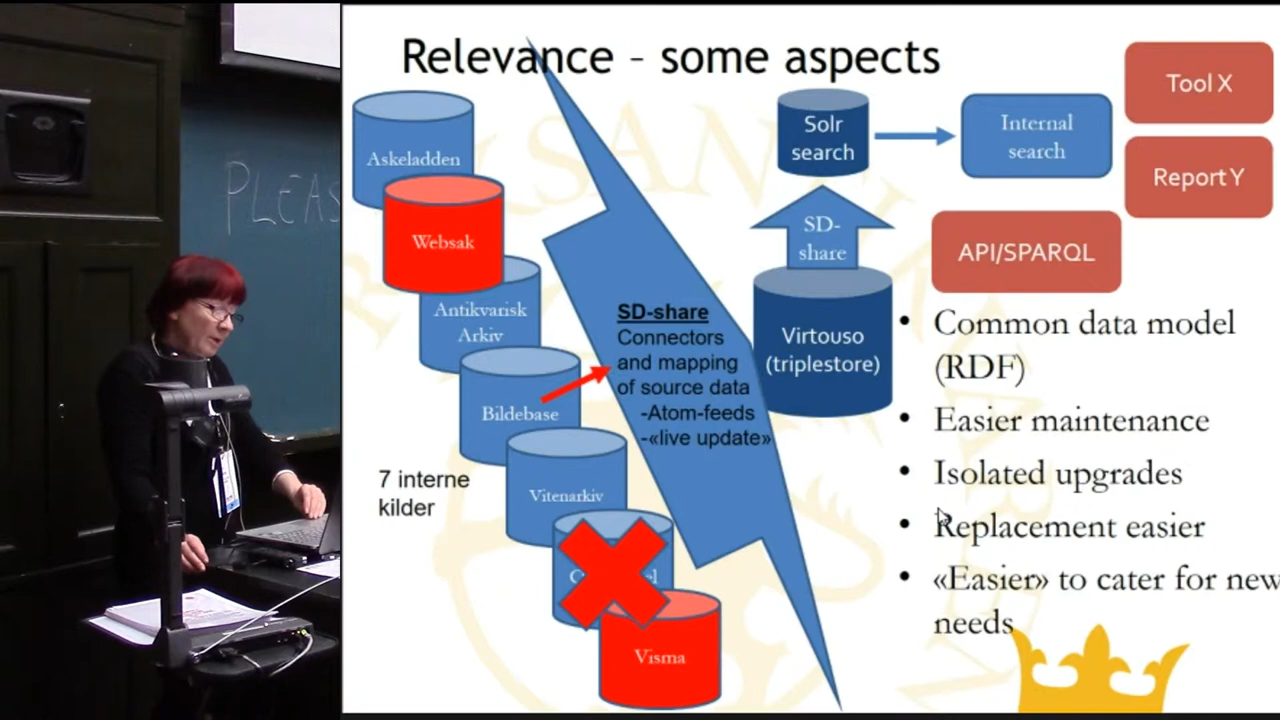 Relevance – some aspects
Askeladden
Websak
Antikvarisk
Arkiv
Bildebase
Vitenarkiv
Visma
7 interne
kilder
SD-share
Connectors
and mapping
of source data
-Atom-feeds
-«live update»
Solr
search
SD-
share
Virtouso
(triplestore)
Internal
search
Tool X
Report Y
API/SPARQL
• Common data model
(RDF)
• Easier maintenance
• Isolated upgrades
• Replacement easier
• «Easier» to cater for new
needs
PLEAS